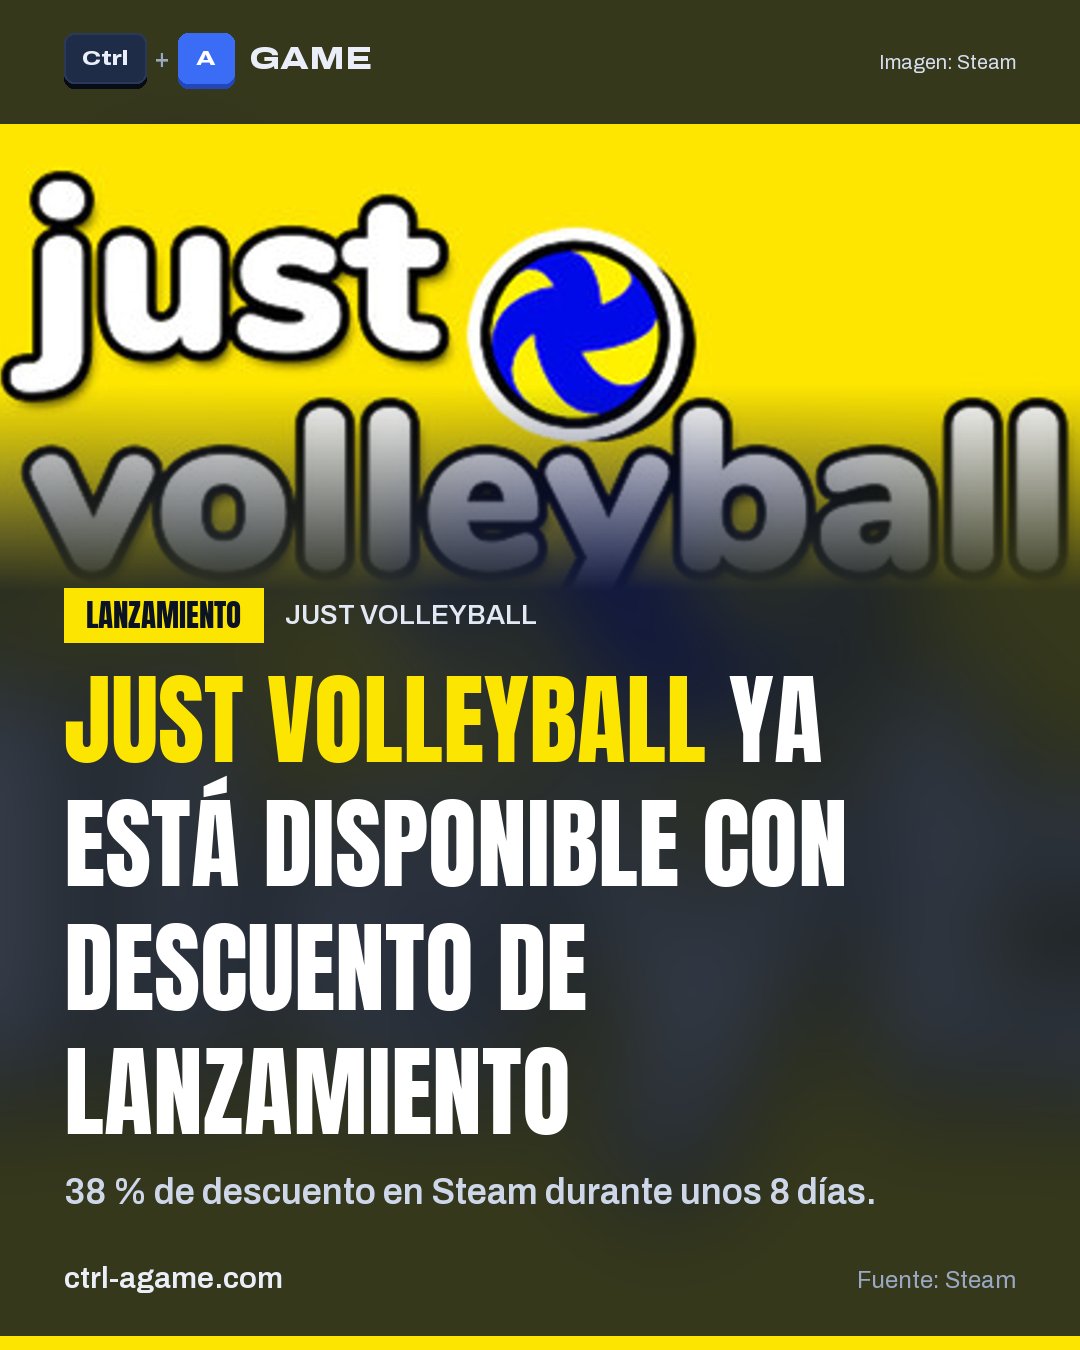 Ctrl + A GAME
Imagen: Steam
just
volleyball
LANZAMIENTO JUST VOLLEYBALL
JUST VOLLEYBALL YA
ESTÁ DISPONIBLE CON
DESCUENTO DE
LANZAMIENTO
38 % de descuento en Steam durante unos 8 días.
ctrl-agame.com
Fuente: Steam